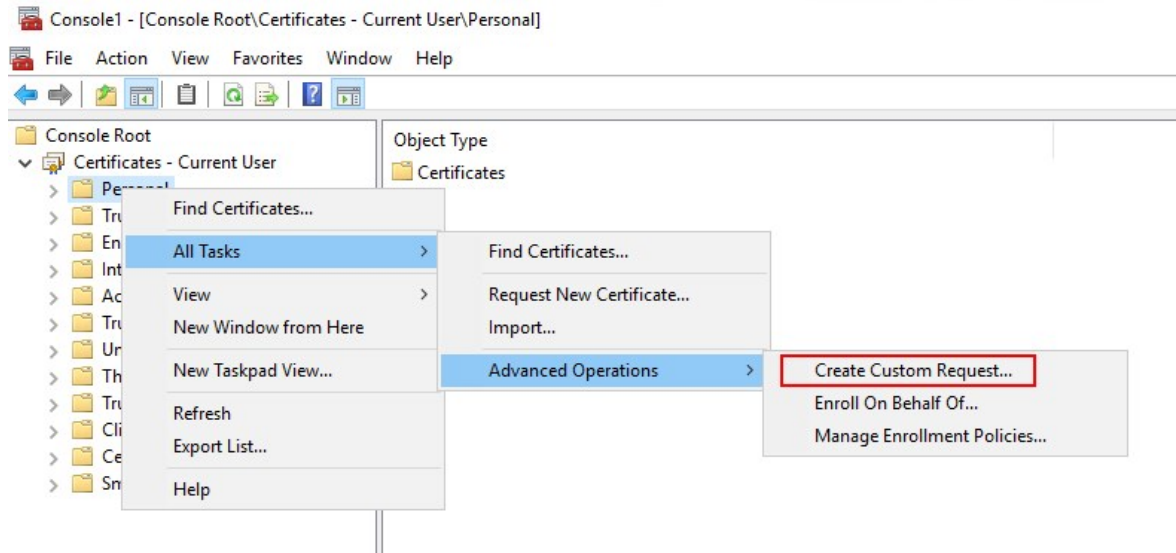 Console1 - [Console Root\Certificates - Current User\Personal]
File Action View Favorites Window Help
Console Root
Certificates - Current User
Object Type
Certificates
Find Certificates...
All Tasks
View
New Window from Here
New Taskpad View...
Refresh
Export List...
Help
Find Certificates...
Request New Certificate...
Import...
Advanced Operations
Create Custom Request...
Enroll On Behalf Of...
Manage Enrollment Policies...